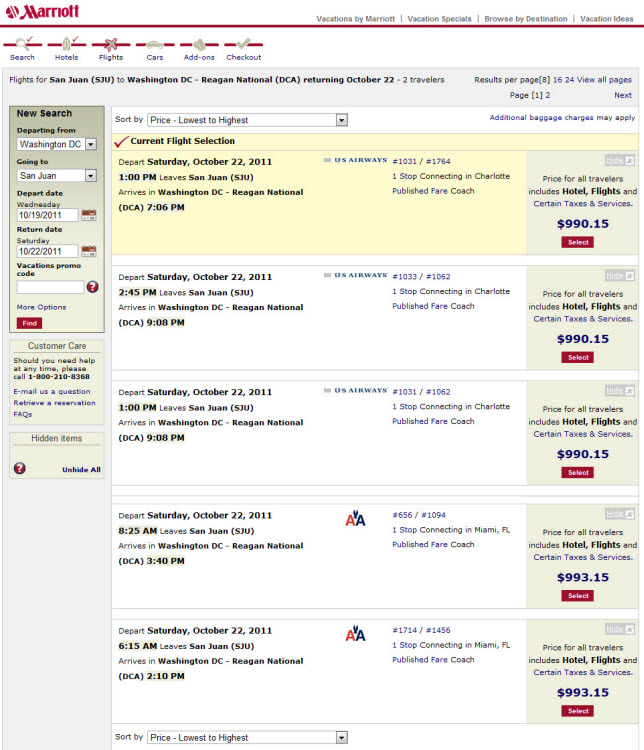 Marriott
Vacations by Marriott | Vacation Specials | Browse by Destination | Vacation Ideas
Search Hotels Flights Cars Add-ons Checkout
Flights for San Juan (SJU) to Washington DC - Reagan National (DCA) returning October 22 - 2 travelers
Results per page[8] 16 24 View all pages
Page [1] 2 Next
New Search
Departing from
Washington DC
Going to
San Juan
Depart date
Wednesday
10/19/2011
Return date
Saturday
10/22/2011
Vacations promo
code
?
More Options
Find
Customer Care
Should you need help
at any time, please
call 1-800-210-8368
E-mail us a question
Retrieve a reservation
FAQs
Hidden items
? Unhide All
Sort by Price - Lowest to Highest
Additional baggage charges may apply
Current Flight Selection
Depart Saturday, October 22, 2011
1:00 PM Leaves San Juan (SJU)
Arrives in Washington DC - Reagan National
(DCA) 7:06 PM
US AIRWAYS #1031 / #1764
1 Stop Connecting in Charlotte
Published Fare Coach
Hide x
Price for all travelers
includes Hotel, Flights and
Certain Taxes & Services.
$990.15
Select
Depart Saturday, October 22, 2011
2:45 PM Leaves San Juan (SJU)
Arrives in Washington DC - Reagan National
(DCA) 9:08 PM
US AIRWAYS #1033 / #1062
1 Stop Connecting in Charlotte
Published Fare Coach
Hide x
Price for all travelers
includes Hotel, Flights and
Certain Taxes & Services.
$990.15
Select
Depart Saturday, October 22, 2011
1:00 PM Leaves San Juan (SJU)
Arrives in Washington DC - Reagan National
(DCA) 9:08 PM
US AIRWAYS #1031 / #1062
1 Stop Connecting in Charlotte
Published Fare Coach
Hide x
Price for all travelers
includes Hotel, Flights and
Certain Taxes & Services.
$990.15
Select
Depart Saturday, October 22, 2011
8:25 AM Leaves San Juan (SJU)
Arrives in Washington DC - Reagan National
(DCA) 3:40 PM
AA #656 / #1094
1 Stop Connecting in Miami, FL
Published Fare Coach
Hide x
Price for all travelers
includes Hotel, Flights and
Certain Taxes & Services.
$993.15
Select
Depart Saturday, October 22, 2011
6:15 AM Leaves San Juan (SJU)
Arrives in Washington DC - Reagan National
(DCA) 2:10 PM
AA #1714 / #1456
1 Stop Connecting in Miami, FL
Published Fare Coach
Hide x
Price for all travelers
includes Hotel, Flights and
Certain Taxes & Services.
$993.15
Select
Sort by Price - Lowest to Highest